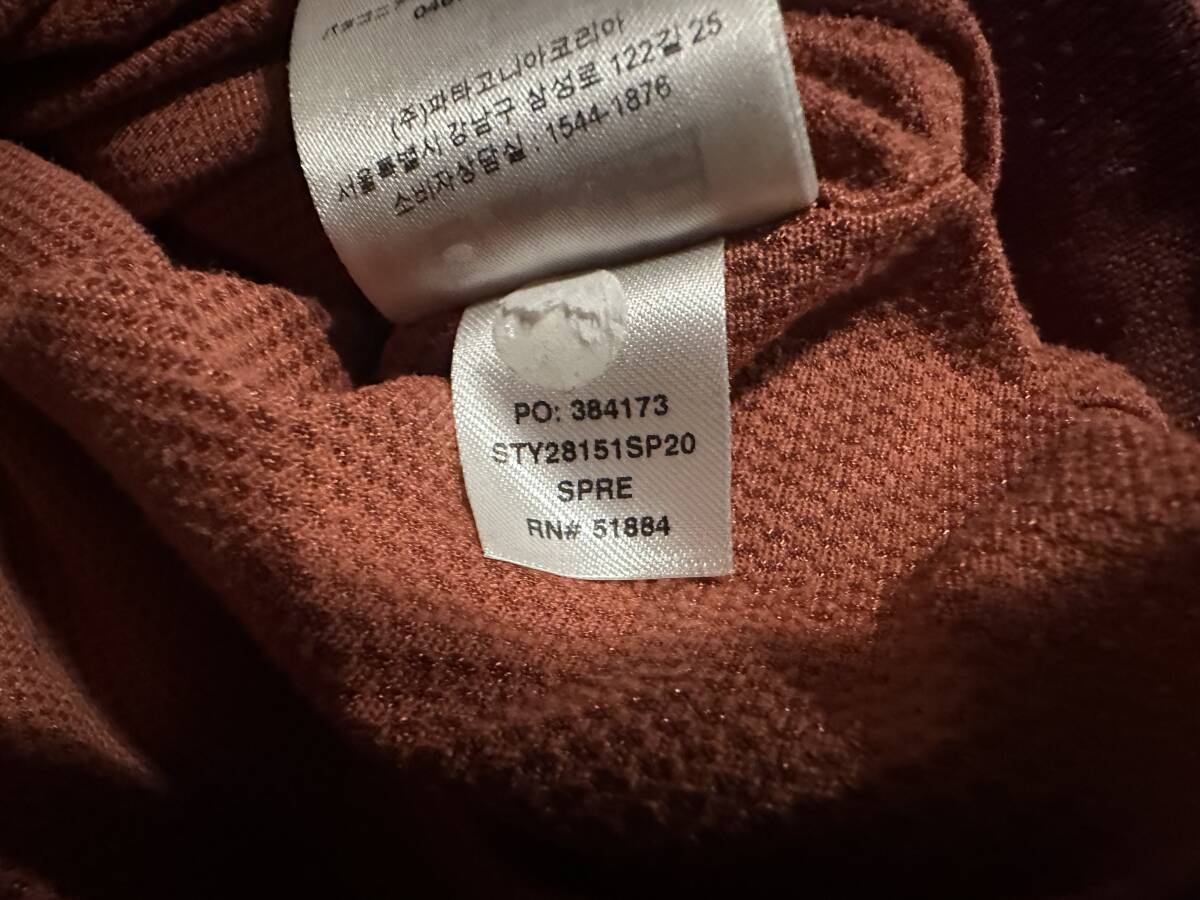 (주)파타고니아코리아
서울특별시 강남구 삼성로 122길 25
소비자상담실 : 1544-1876
PO: 384173
STY28151SP20
SPRE
RN# 51884